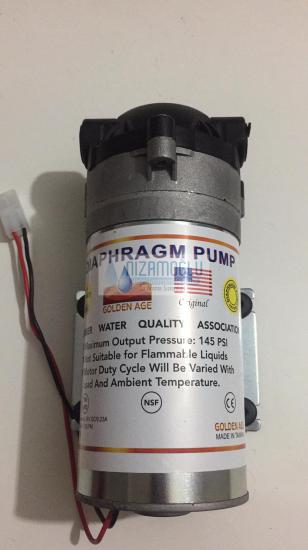 DIAPHRAGM PUMP
NIZAMOĞLU
GOLDEN AGE
Original
WATER QUALITY ASSOCIATION
Maximum Output Pressure: 145 PSI
Not Suitable for Flammable Liquids
Motor Duty Cycle Will Be Varied With
Load And Ambient Temperature.
NSF
CE
GOLDEN AGE
MADE IN TAIWAN